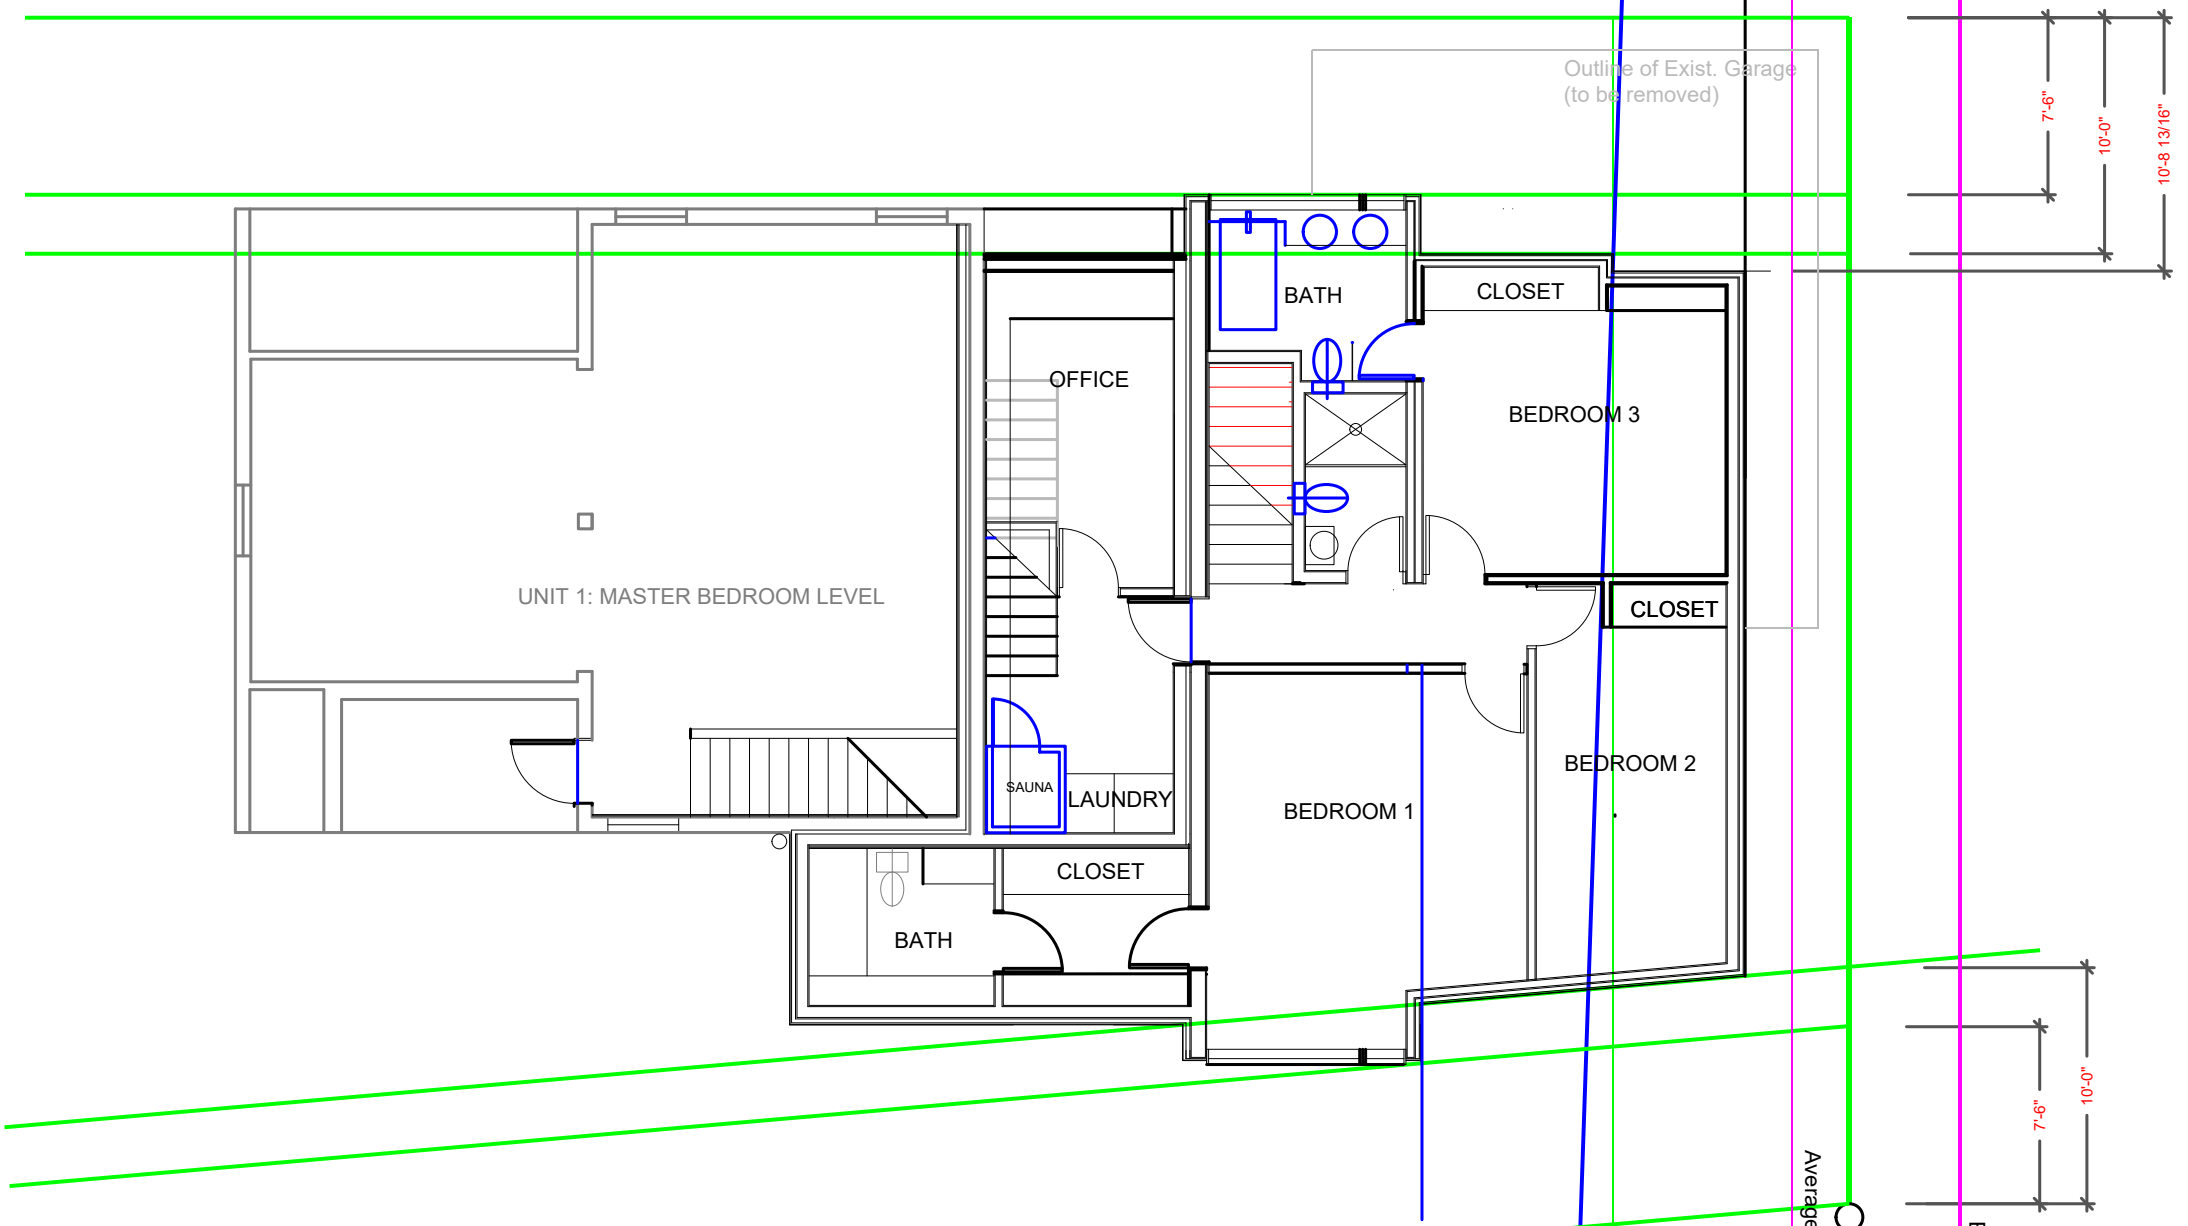 Outline of Exist. Garage
(to be removed)
7'-6"
10'-0"
10'-8 13/16"
BATH
CLOSET
OFFICE
BEDROOM 3
UNIT 1: MASTER BEDROOM LEVEL
CLOSET
BEDROOM 2
SAUNA
LAUNDRY
BEDROOM 1
CLOSET
BATH
7'-6"
10'-0"
Average